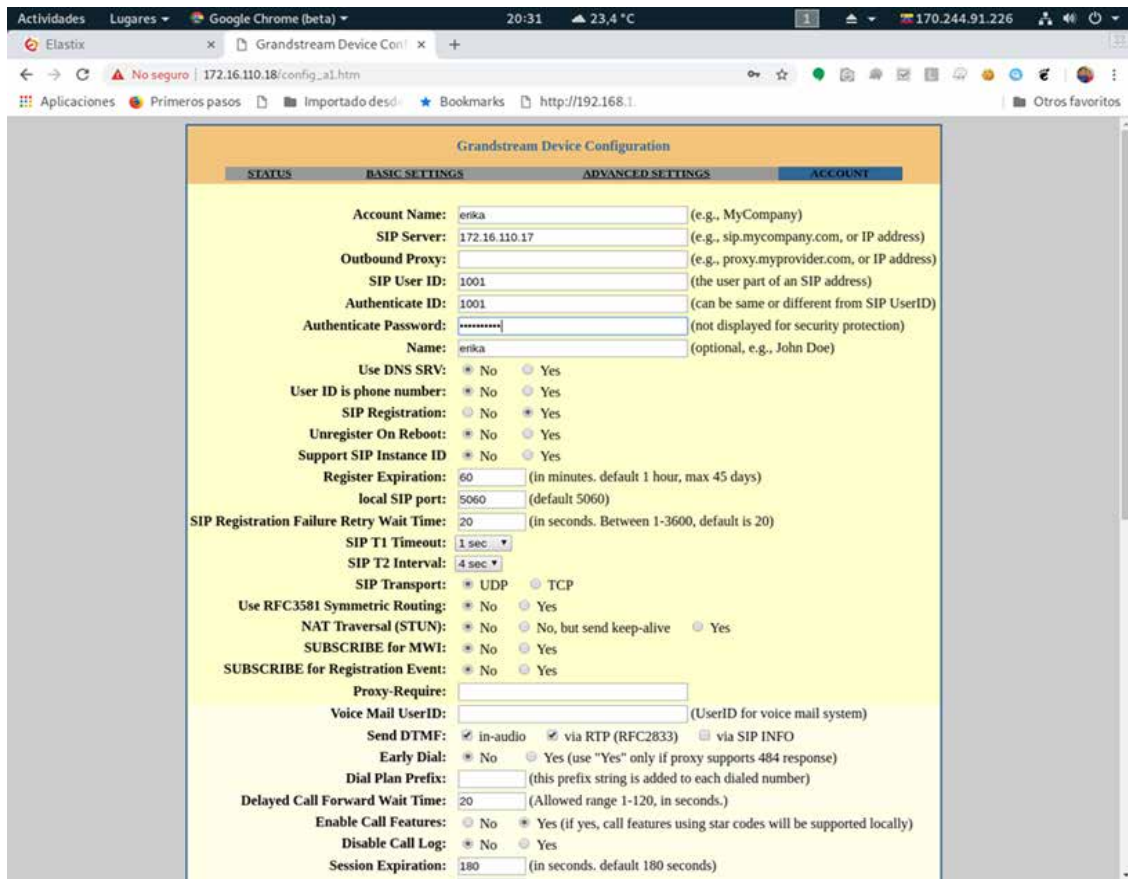 Actividades Lugares Google Chrome (beta) 20:31 23,4 °C 1 170.244.91.226
Elastix Grandstream Device Conf
No seguro 172.16.110.18/config_a1.htm
Aplicaciones Primeros pasos Importado desd Bookmarks http://192.168.1. Otros favoritos
Grandstream Device Configuration
STATUS BASIC SETTINGS ADVANCED SETTINGS ACCOUNT
Account Name: erika (e.g., MyCompany)
SIP Server: 172.16.110.17 (e.g., sip.mycompany.com, or IP address)
Outbound Proxy: (e.g., proxy.myprovider.com, or IP address)
SIP User ID: 1001 (the user part of an SIP address)
Authenticate ID: 1001 (can be same or different from SIP UserID)
Authenticate Password: •••••••••• (not displayed for security protection)
Name: erika (optional, e.g., John Doe)
Use DNS SRV: No Yes
User ID is phone number: No Yes
SIP Registration: No Yes
Unregister On Reboot: No Yes
Support SIP Instance ID No Yes
Register Expiration: 60 (in minutes. default 1 hour, max 45 days)
local SIP port: 5060 (default 5060)
SIP Registration Failure Retry Wait Time: 20 (in seconds. Between 1-3600, default is 20)
SIP T1 Timeout: 1 sec
SIP T2 Interval: 4 sec
SIP Transport: UDP TCP
Use RFC3581 Symmetric Routing: No Yes
NAT Traversal (STUN): No No, but send keep-alive Yes
SUBSCRIBE for MWI: No Yes
SUBSCRIBE for Registration Event: No Yes
Proxy-Require:
Voice Mail UserID: (UserID for voice mail system)
Send DTMF: in-audio via RTP (RFC2833) via SIP INFO
Early Dial: No Yes (use "Yes" only if proxy supports 484 response)
Dial Plan Prefix: (this prefix string is added to each dialed number)
Delayed Call Forward Wait Time: 20 (Allowed range 1-120, in seconds.)
Enable Call Features: No Yes (if yes, call features using star codes will be supported locally)
Disable Call Log: No Yes
Session Expiration: 180 (in seconds. default 180 seconds)